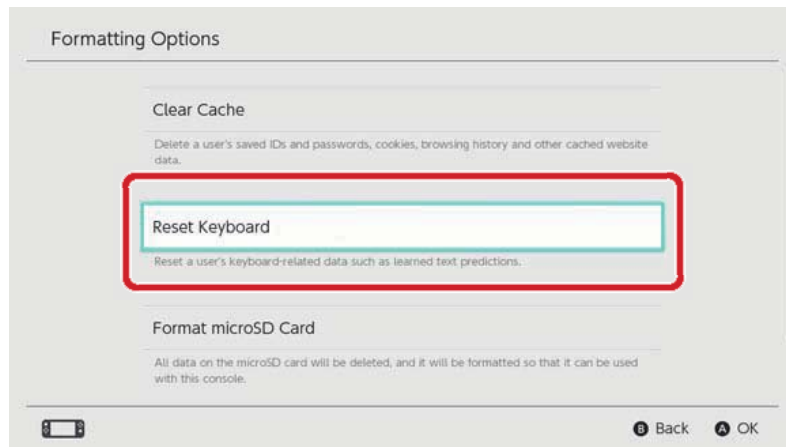 Formatting Options
Clear Cache
Delete a user's saved IDs and passwords, cookies, browsing history and other cached website
data.
Reset Keyboard
Reset a user's keyboard-related data such as learned text predictions.
Format microSD Card
All data on the microSD card will be deleted, and it will be formatted so that it can be used
with this console.
B Back A OK